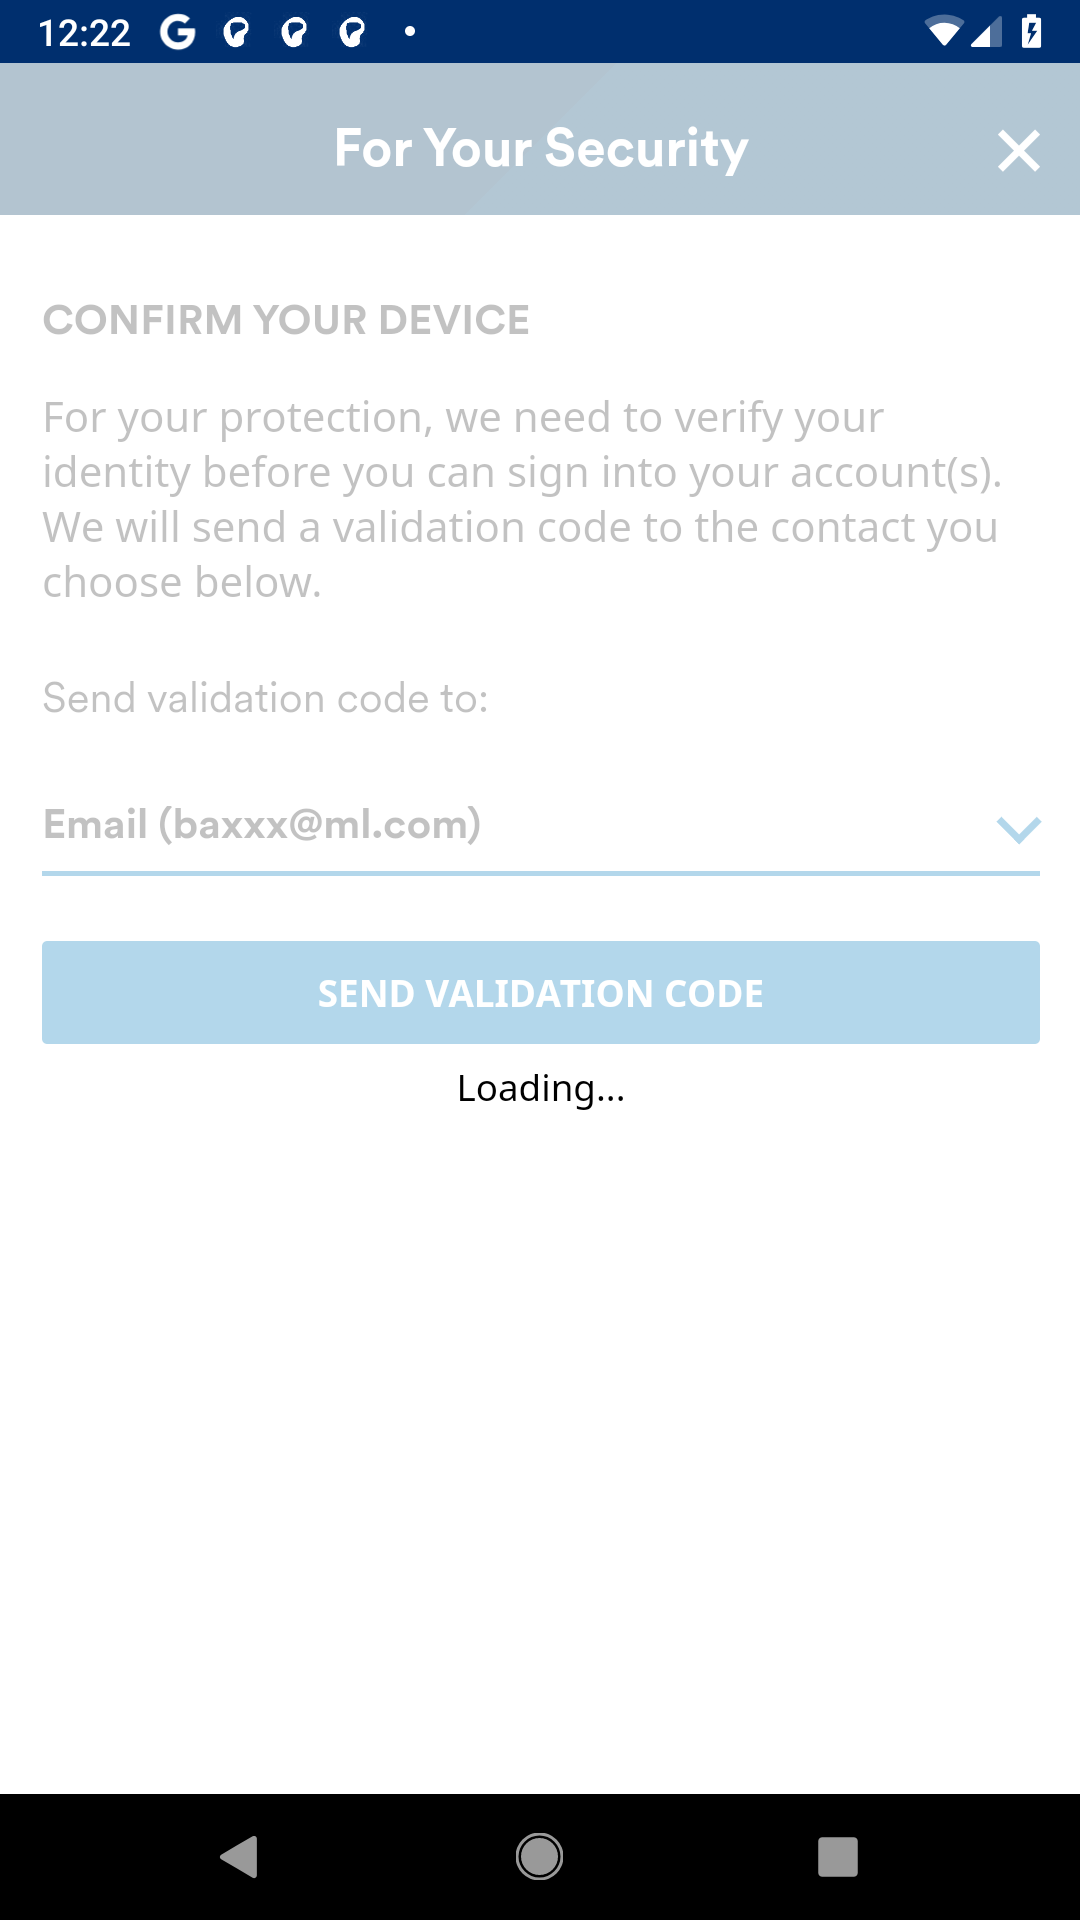 12:22
For Your Security
CONFIRM YOUR DEVICE
For your protection, we need to verify your
identity before you can sign into your account(s).
We will send a validation code to the contact you
choose below.
Send validation code to:
Email (baxxx@ml.com)
SEND VALIDATION CODE
Loading...